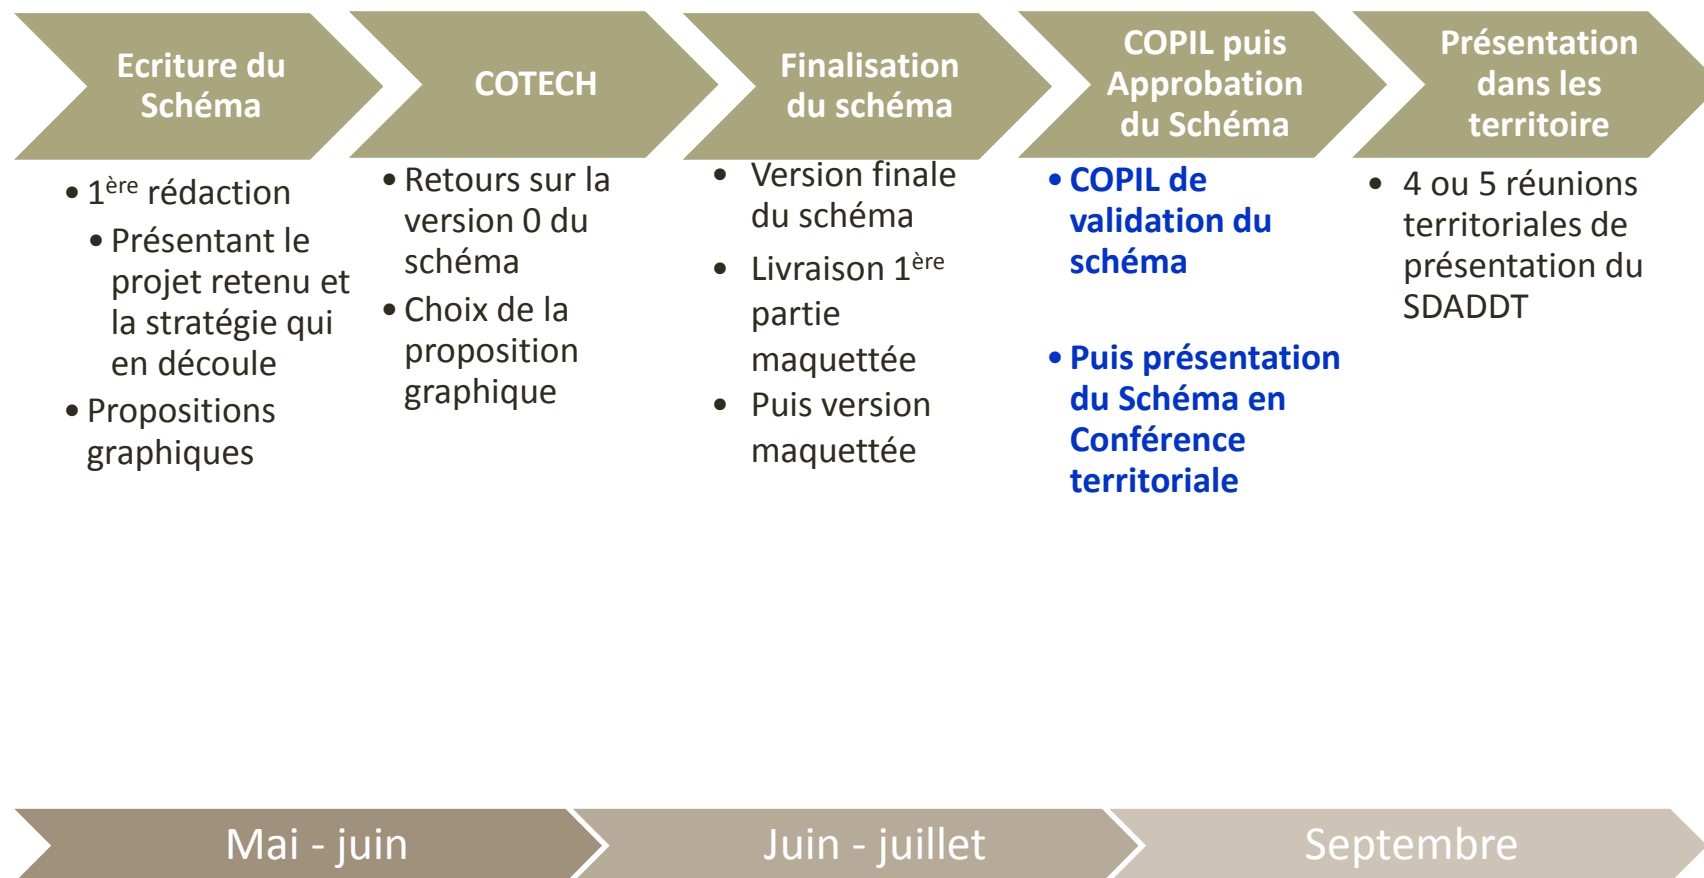 Ecriture du
Schéma
COTECH
Finalisation
du schéma
COPIL puis
Approbation
du Schéma
Présentation
dans les
territoire
• 1ère rédaction
• Présentant le
projet retenu et
la stratégie qui
en découle
• Propositions
graphiques
• Retours sur la
version 0 du
schéma
• Choix de la
proposition
graphique
• Version finale
du schéma
• Livraison 1ère
partie
maquettée
• Puis version
maquettée
• COPIL de
validation du
schéma
• Puis présentation
du Schéma en
Conférence
territoriale
• 4 ou 5 réunions
territoriales de
présentation du
SDADDT
Mai - juin
Juin - juillet
Septembre